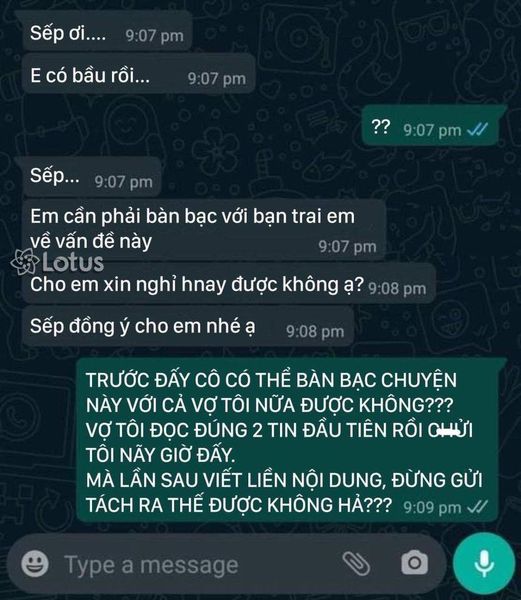 Sếp ơi.... 9:07 pm
E có bầu rồi... 9:07 pm
?? 9:07 pm
Sếp... 9:07 pm
Em cần phải bàn bạc với bạn trai em
về vấn đề này 9:07 pm
Lotus
Cho em xin nghỉ hnay được không ạ? 9:08 pm
Sếp đồng ý cho em nhé ạ 9:08 pm
TRƯỚC ĐẤY CÔ CÓ THỂ BÀN BẠC CHUYỆN
NÀY VỚI CẢ VỢ TÔI NỮA ĐƯỢC KHÔNG???
VỢ TÔI ĐỌC ĐÚNG 2 TIN ĐẦU TIÊN RỒI CHỬI
TÔI NÃY GIỜ ĐẤY.
MÀ LẦN SAU VIẾT LIỀN NỘI DUNG, ĐỪNG GỬI
TÁCH RA THẾ ĐƯỢC KHÔNG HẢ??? 9:09 pm
Type a message